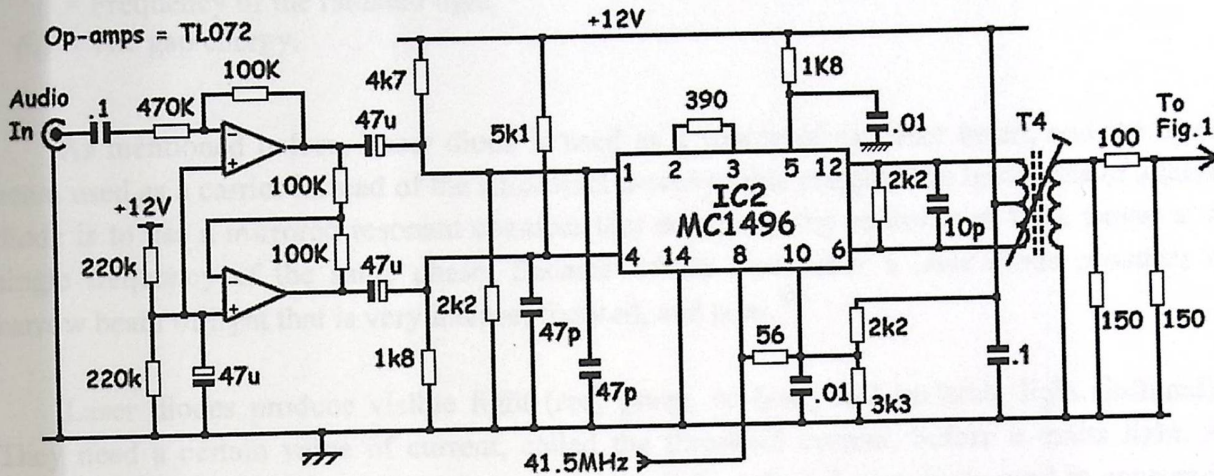 Op-amps = TL072
+12V
100K
4k7
1K8
Audio
In
.1
470K
47u
5k1
390
.01
T4
To
Fig.1
100
−
+
1
2
3
5
12
IC2
MC1496
4
14
8
10
6
2k2
10p
100K
+12V
220k
100K
47u
−
+
2k2
47p
47p
56
2k2
150
150
220k
47u
1k8
.01
3k3
.1
41.5MHz